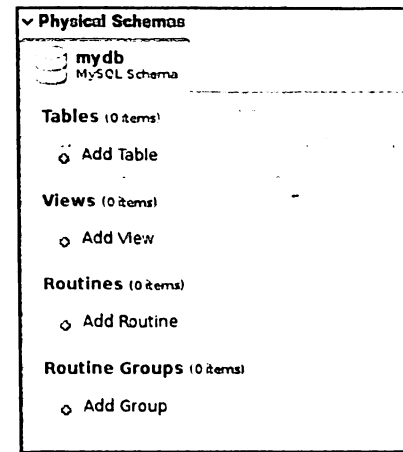 Physical Schemas
mydb
MySQL Schema
Tables (0 items)
Add Table
Views (0 items)
Add View
Routines (0 items)
Add Routine
Routine Groups (0 items)
Add Group